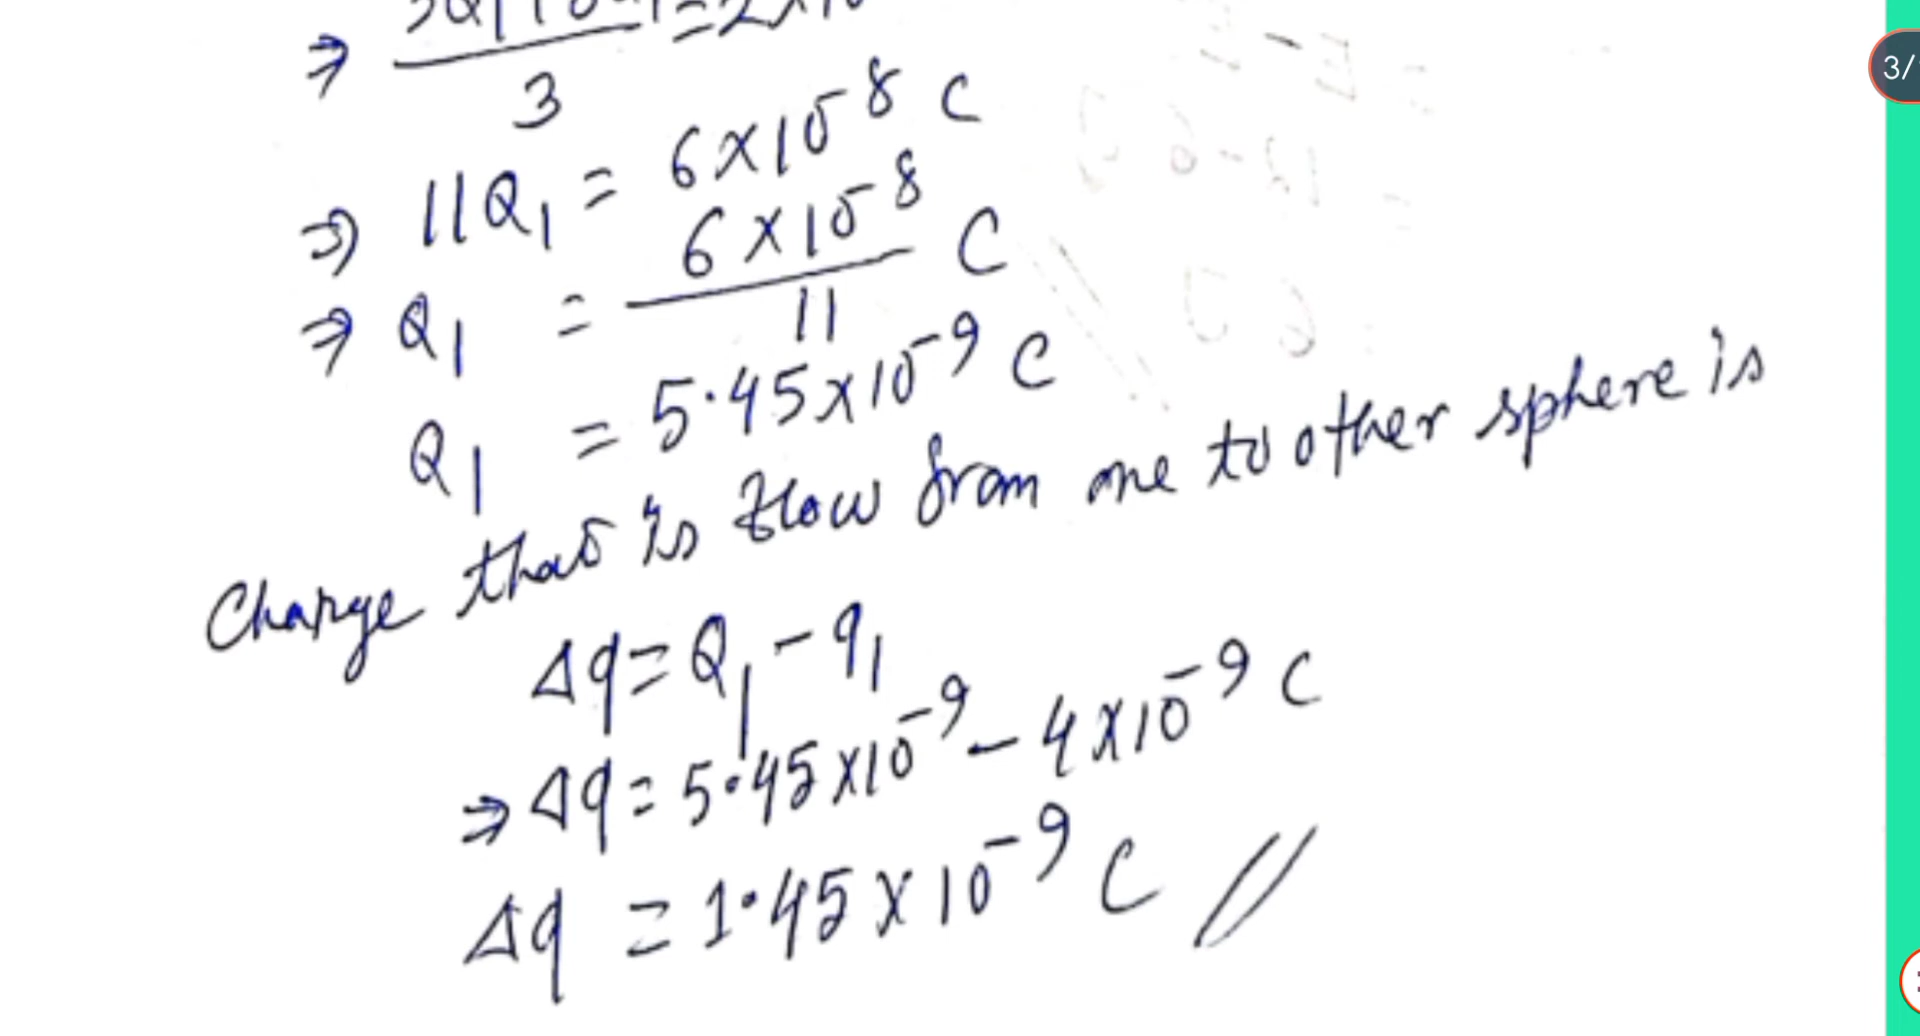 ⇒ 3
⇒ 11Q₁ = 6×10⁻⁸ C
⇒ Q₁ = 6×10⁻⁸ / 11 C
Q₁ = 5.45×10⁻⁹ C
Charge that is flow from one to other sphere is
Δq = Q₁ - q₁
⇒ Δq = 5.45×10⁻⁹ - 4×10⁻⁹ C
Δq = 1.45×10⁻⁹ C //
3/